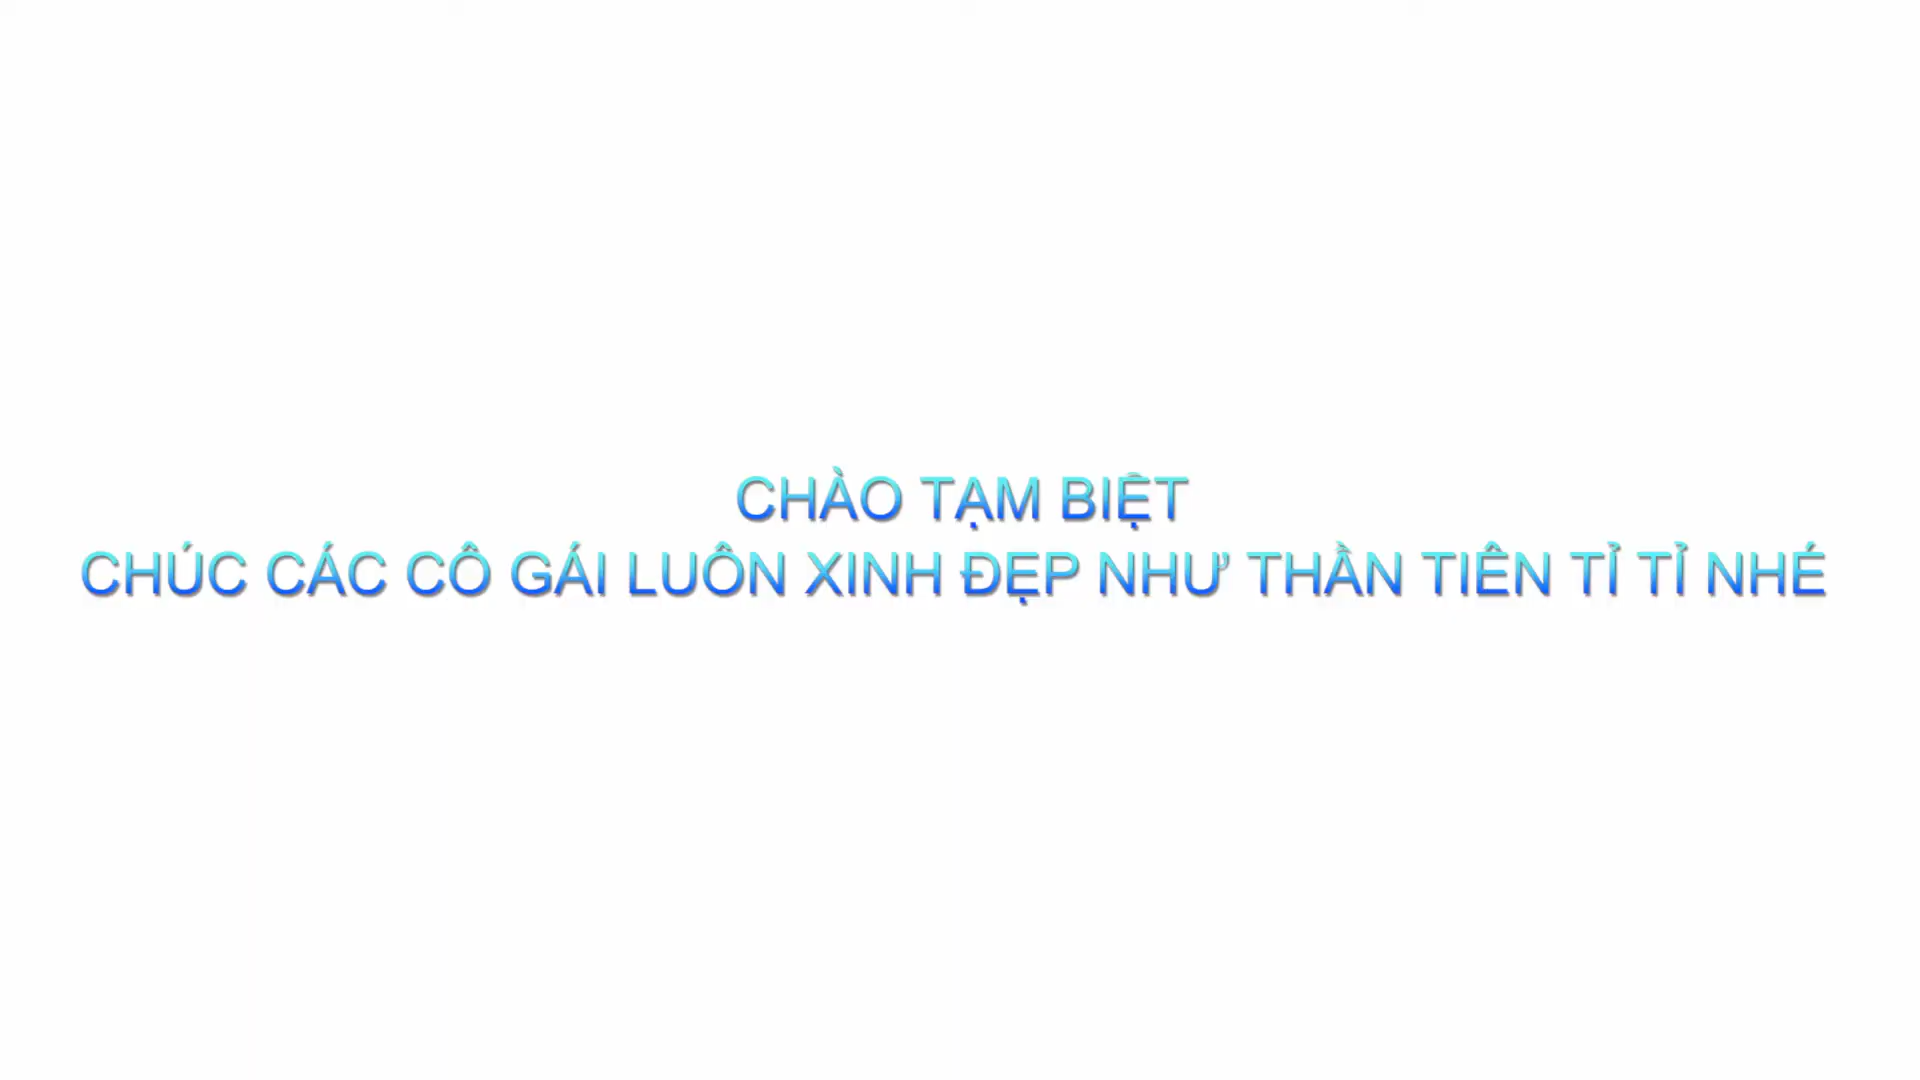 CHÀO TẠM BIỆT
CHÚC CÁC CÔ GÁI LUÔN XINH ĐẸP NHƯ THẦN TIÊN TỈ TỈ NHÉ